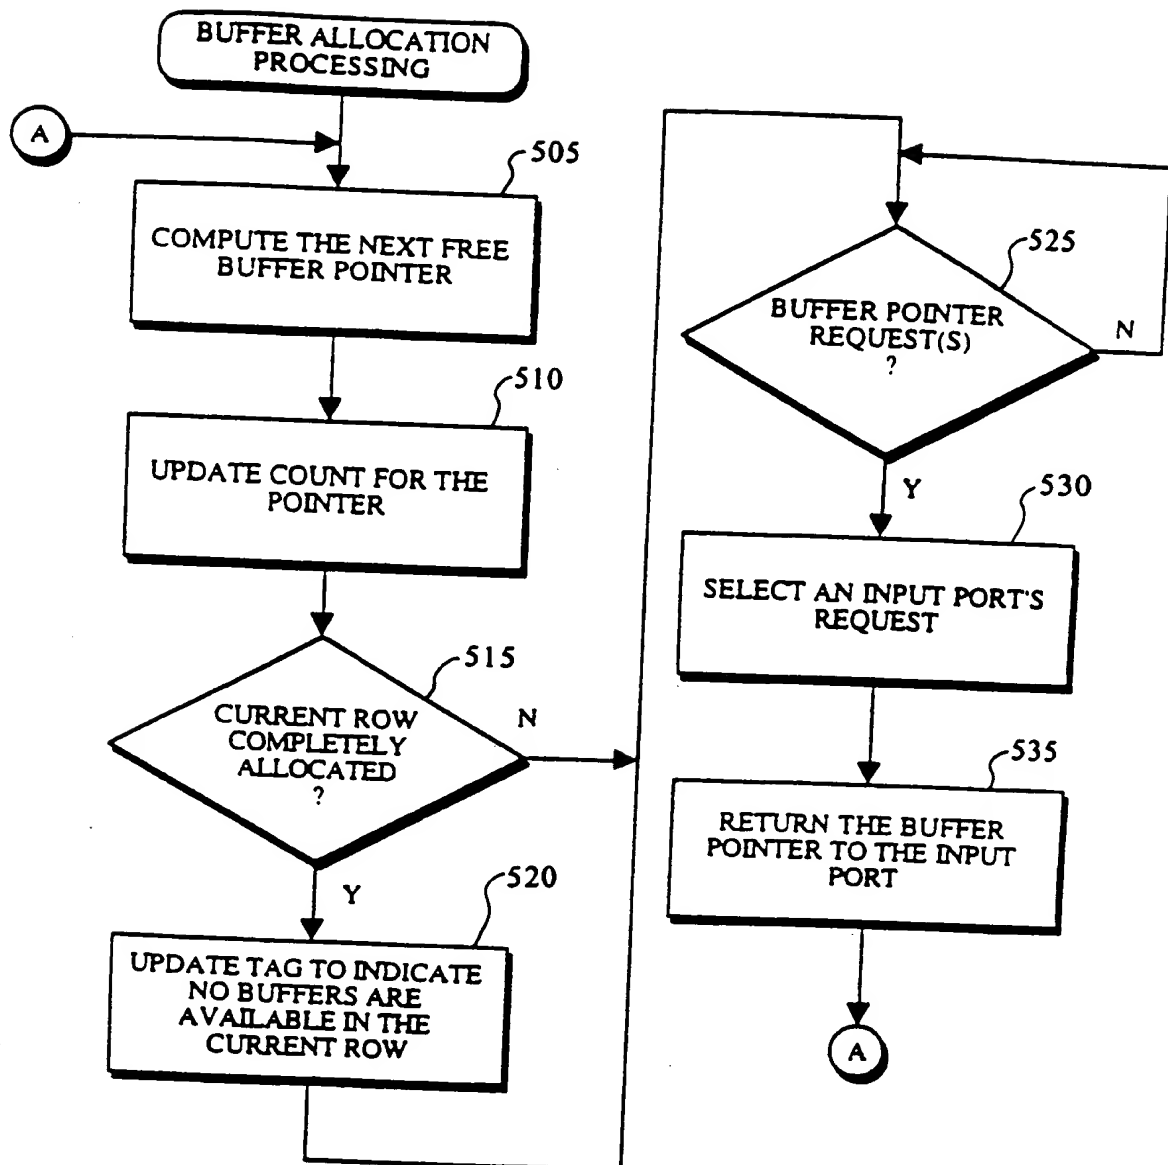 BUFFER ALLOCATION
PROCESSING
A
505
COMPUTE THE NEXT FREE
BUFFER POINTER
510
UPDATE COUNT FOR THE
POINTER
515
CURRENT ROW
COMPLETELY
ALLOCATED
?
N
Y
520
UPDATE TAG TO INDICATE
NO BUFFERS ARE
AVAILABLE IN THE
CURRENT ROW
525
BUFFER POINTER
REQUEST(S)
?
N
Y
530
SELECT AN INPUT PORT'S
REQUEST
535
RETURN THE BUFFER
POINTER TO THE INPUT
PORT
A